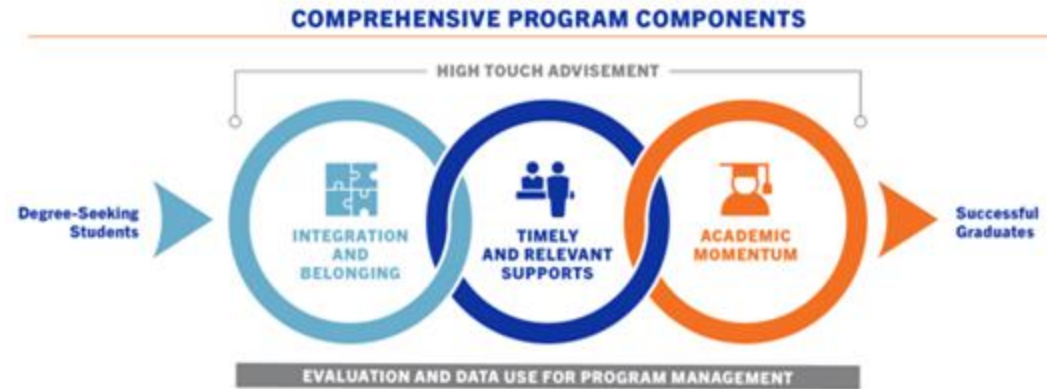 COMPREHENSIVE PROGRAM COMPONENTS
HIGH TOUCH ADVISEMENT
Degree-Seeking
Students
INTEGRATION
AND
BELONGING
TIMELY
AND RELEVANT
SUPPORTS
ACADEMIC
MOMENTUM
Successful
Graduates
EVALUATION AND DATA USE FOR PROGRAM MANAGEMENT